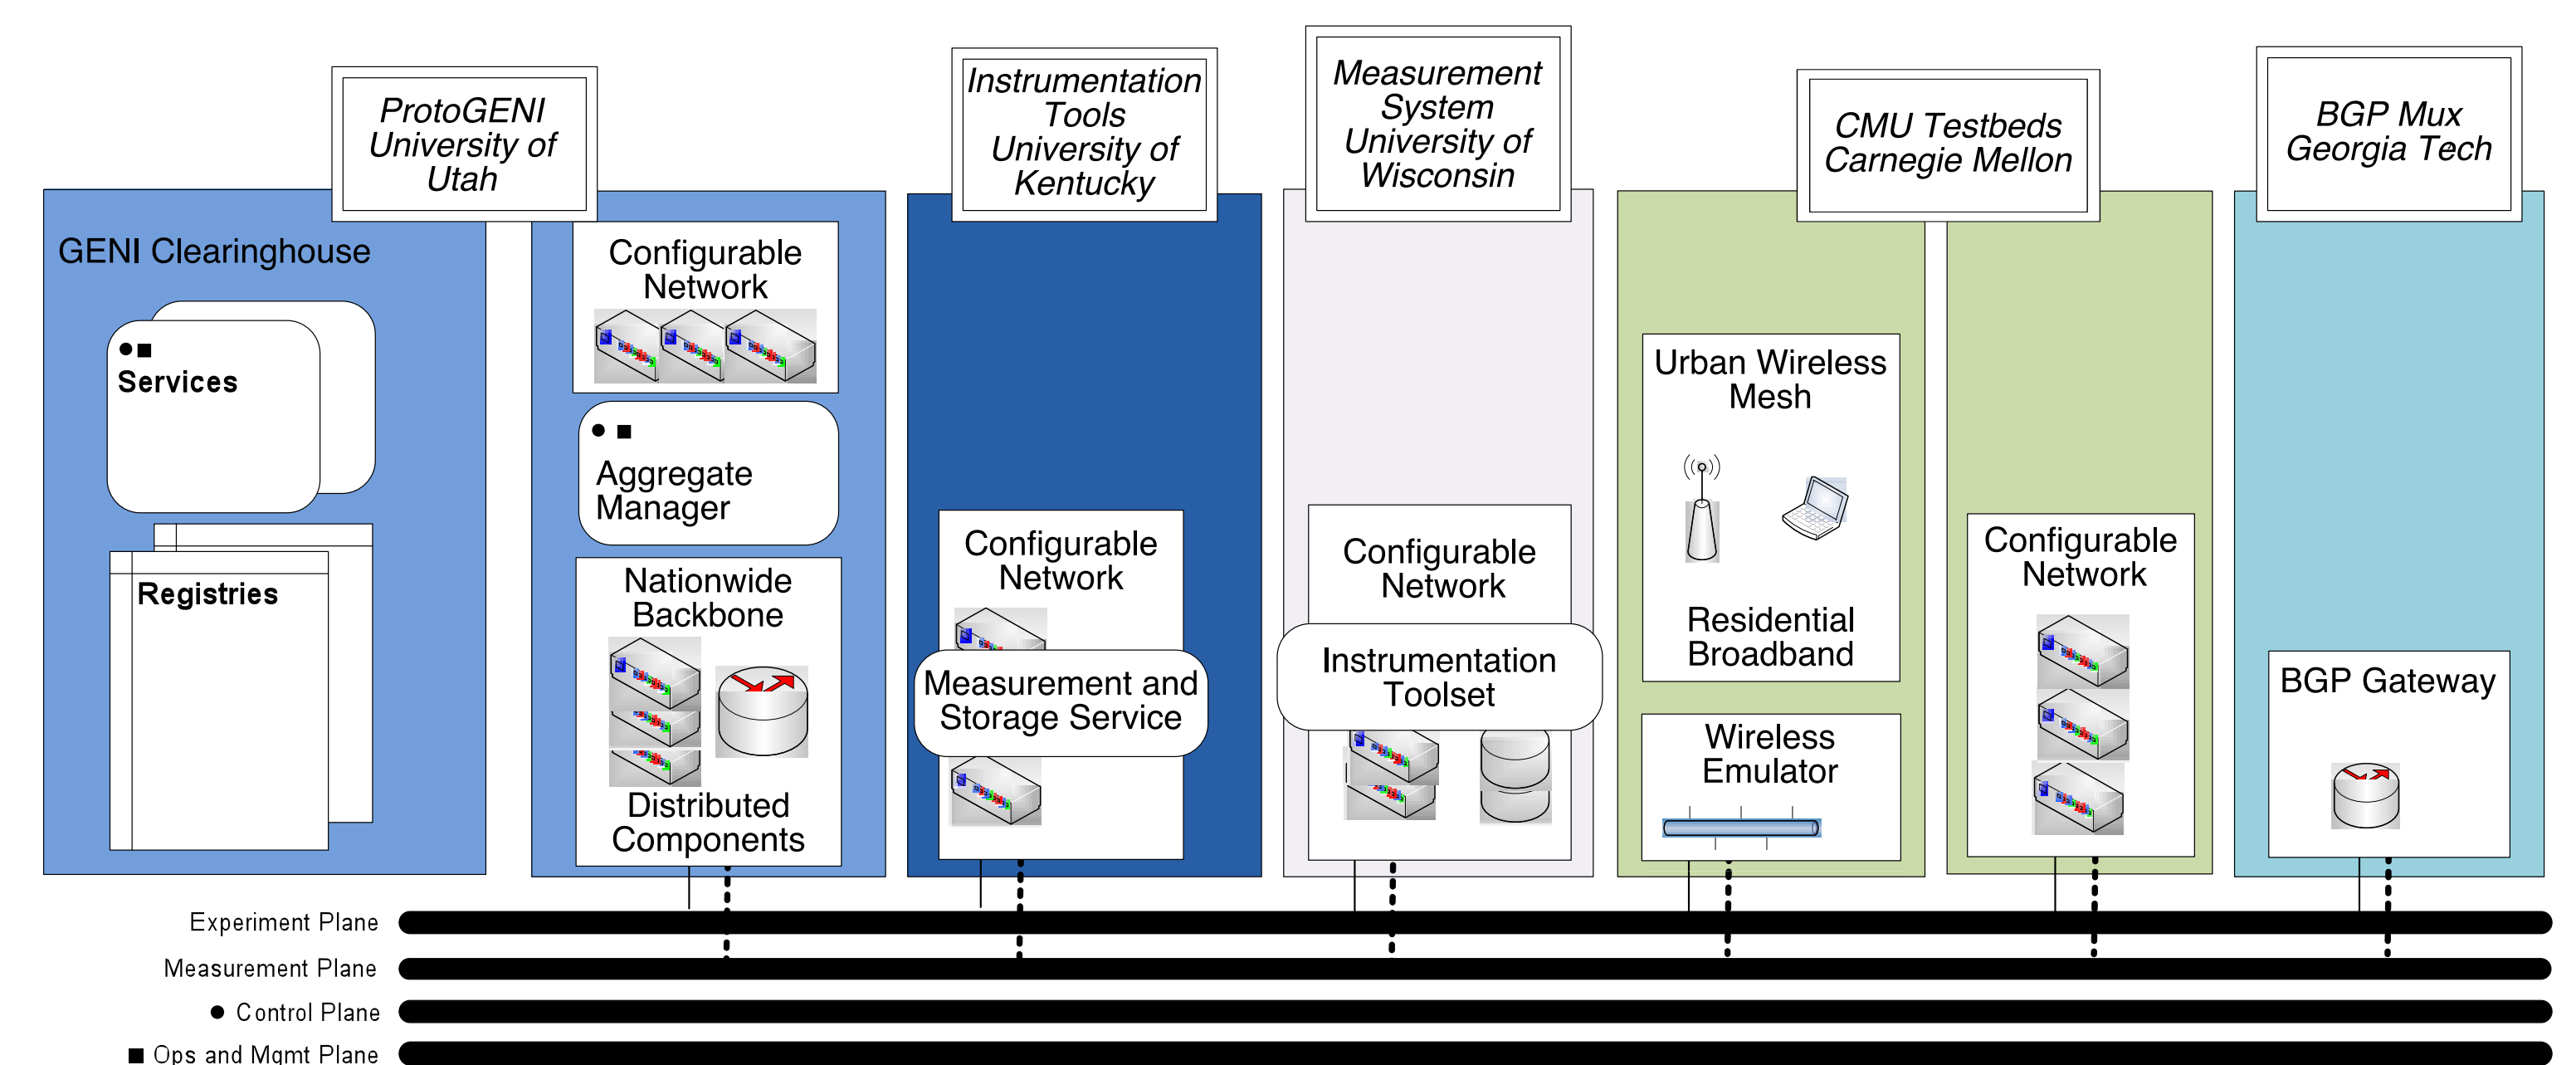 ProtoGENI
University of
Utah
Instrumentation
Tools
University of
Kentucky
Measurement
System
University of
Wisconsin
CMU Testbeds
Carnegie Mellon
BGP Mux
Georgia Tech
GENI Clearinghouse
Services
Registries
Configurable
Network
Aggregate
Manager
Nationwide
Backbone
Distributed
Components
Configurable
Network
Measurement and
Storage Service
Configurable
Network
Instrumentation
Toolset
Urban Wireless
Mesh
Residential
Broadband
Wireless
Emulator
Configurable
Network
BGP Gateway
Experiment Plane
Measurement Plane
Control Plane
Ops and Mgmt Plane